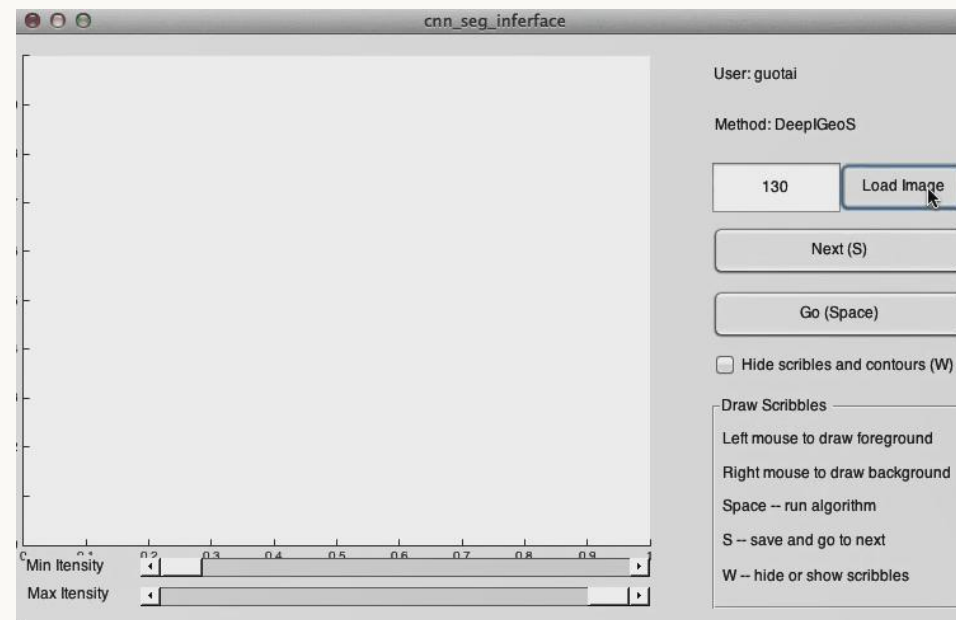 cnn_seg_inferface
User: guotai
Method: DeepIGeoS
130
Load Image
Next (S)
Go (Space)
Hide scribles and contours (W)
Draw Scribbles
Left mouse to draw foreground
Right mouse to draw background
Space -- run algorithm
S -- save and go to next
W -- hide or show scribbles
0.1 0.2 0.3 0.4 0.5 0.6 0.7 0.8 0.9
Min Itensity
Max Itensity